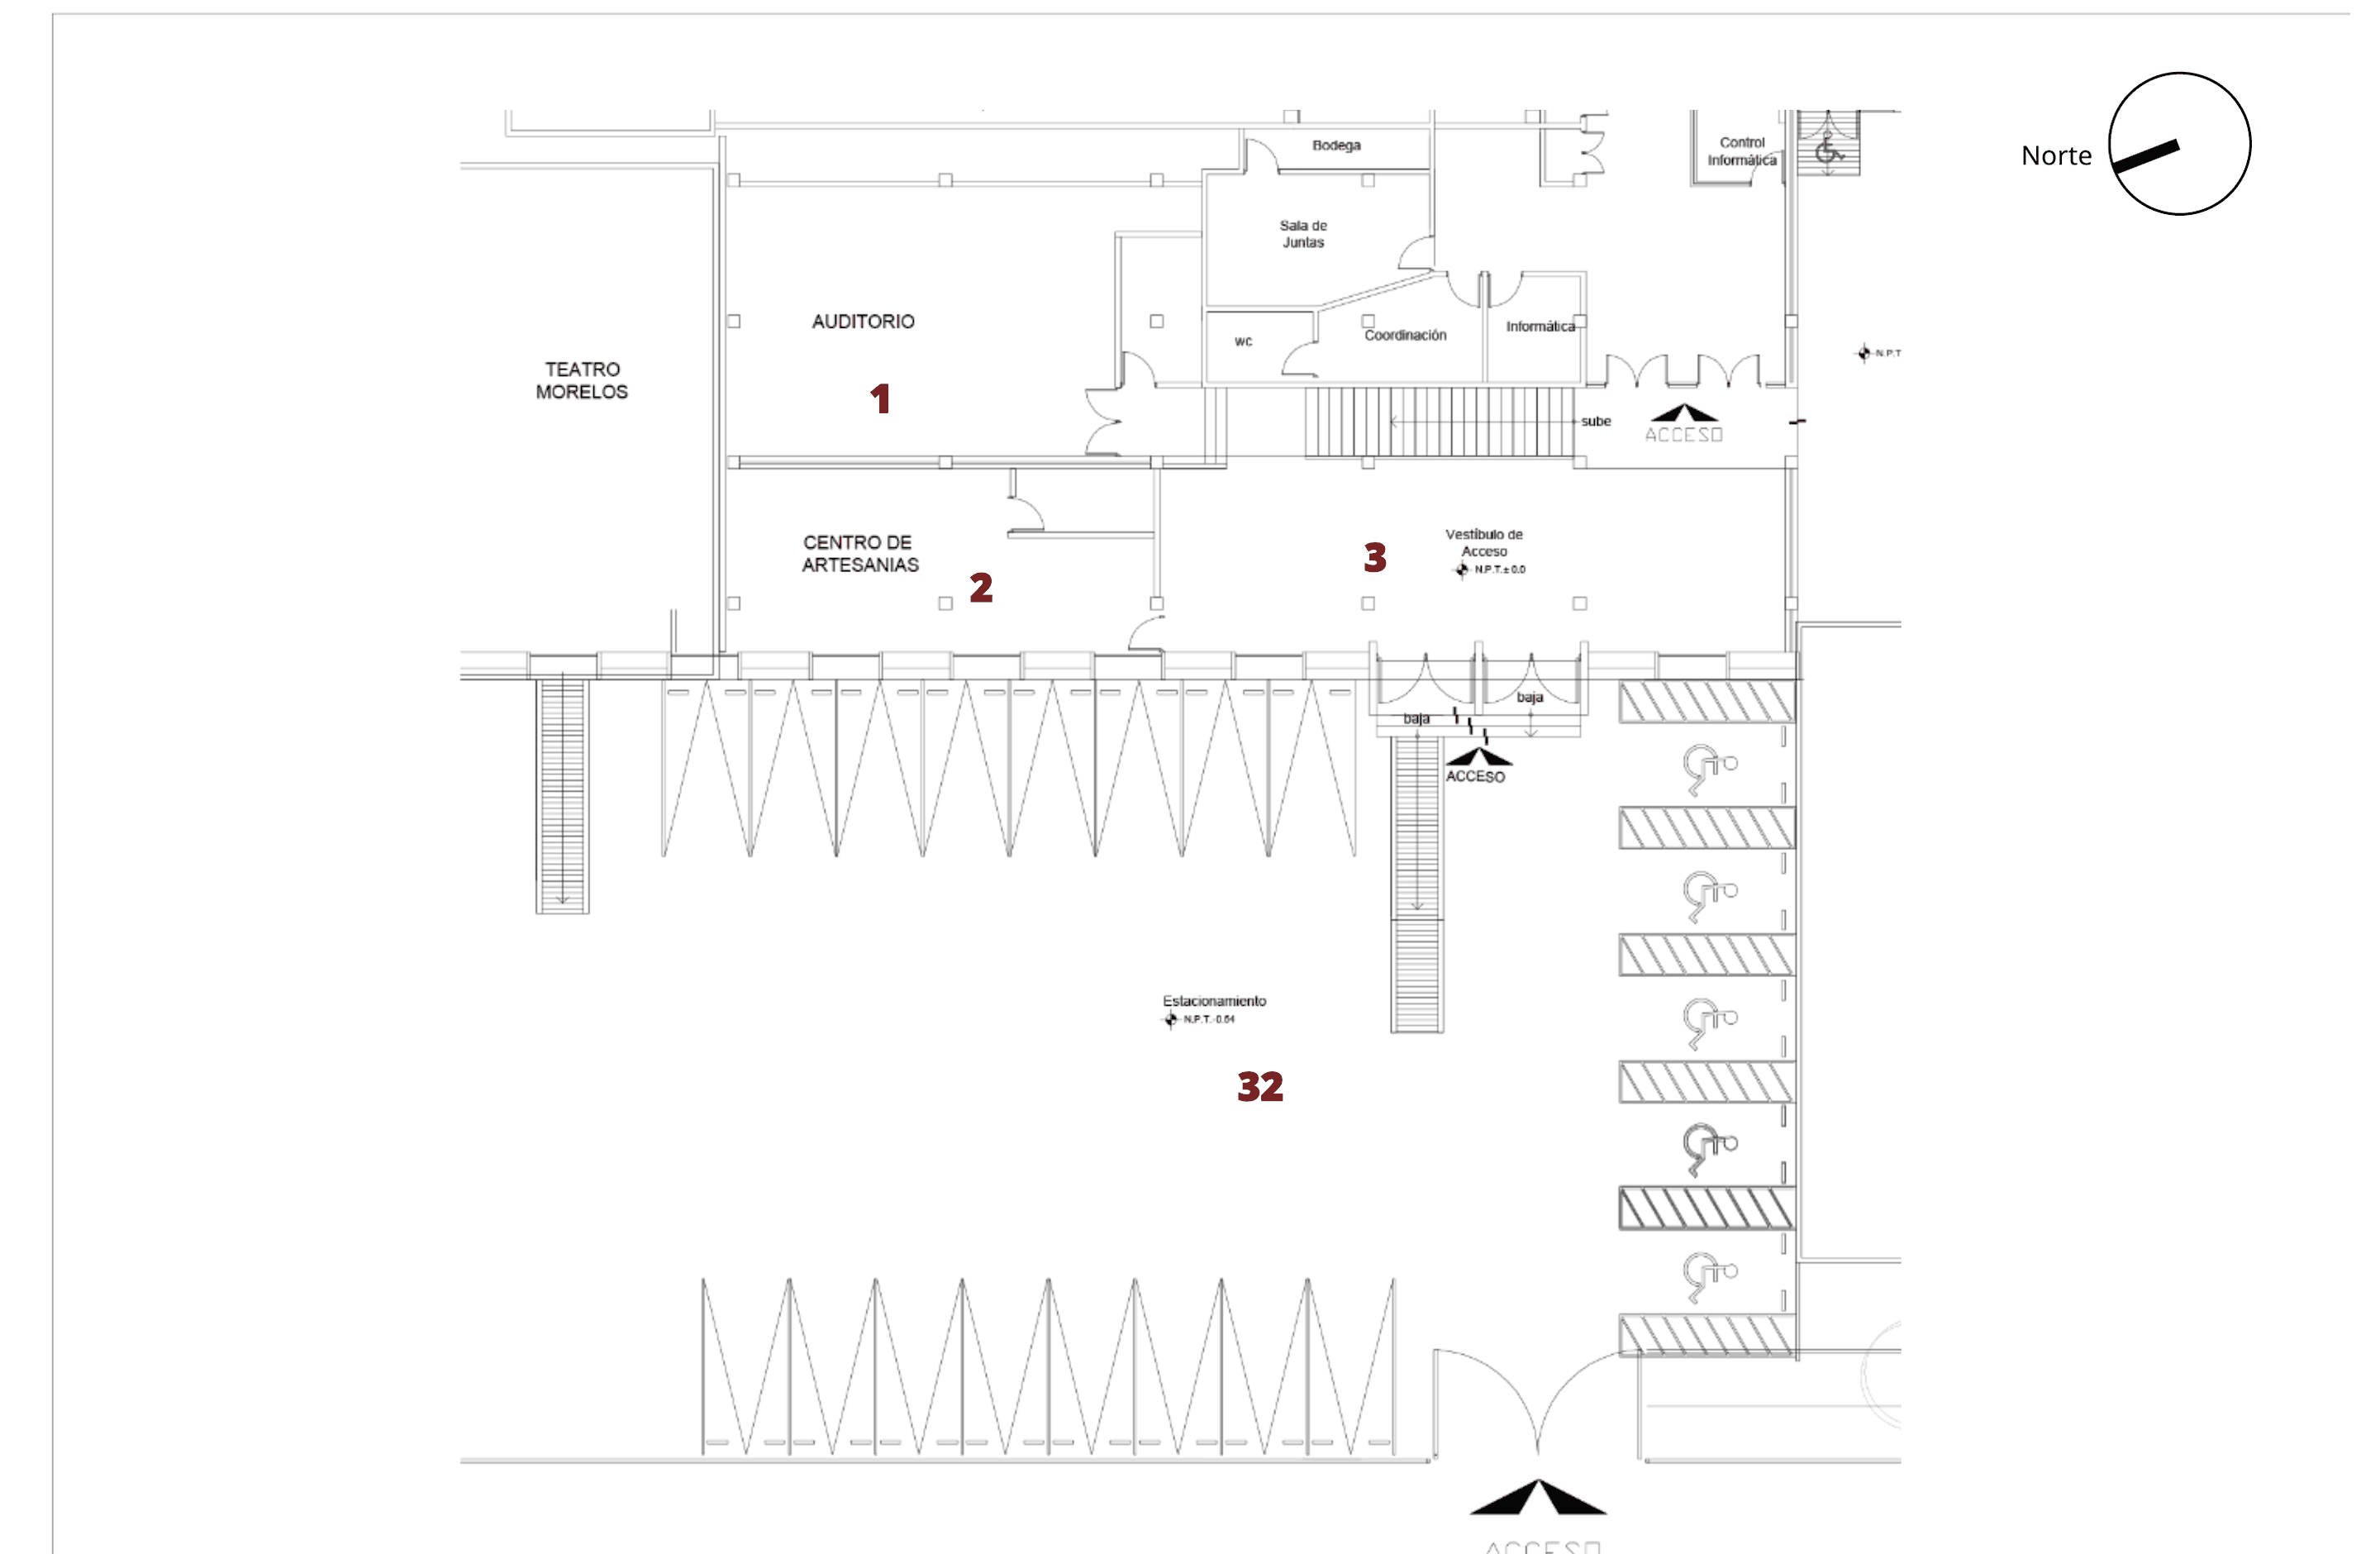 Norte
Bodega
Control
Informática
Sala de
Juntas
AUDITORIO
Informática
Coordinación
wc
N.P.T
TEATRO
MORELOS
1
sube
ACCESO
CENTRO DE
ARTESANIAS
2
3
Vestíbulo de
Acceso
N.P.T.± 0.0
baja
baja
ACCESO
Estacionamiento
N.P.T.-0.64
32
ACCESO